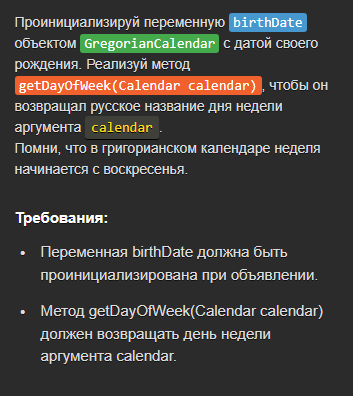 Проинициализируй переменную birthDate
объектом GregorianCalendar с датой своего
рождения. Реализуй метод
getDayOfWeek(Calendar calendar), чтобы он
возвращал русское название дня недели
аргумента calendar.
Помни, что в григорианском календаре неделя
начинается с воскресенья.
Требования:
• Переменная birthDate должна быть
проинициализирована при объявлении.
• Метод getDayOfWeek(Calendar calendar)
должен возвращать день недели
аргумента calendar.